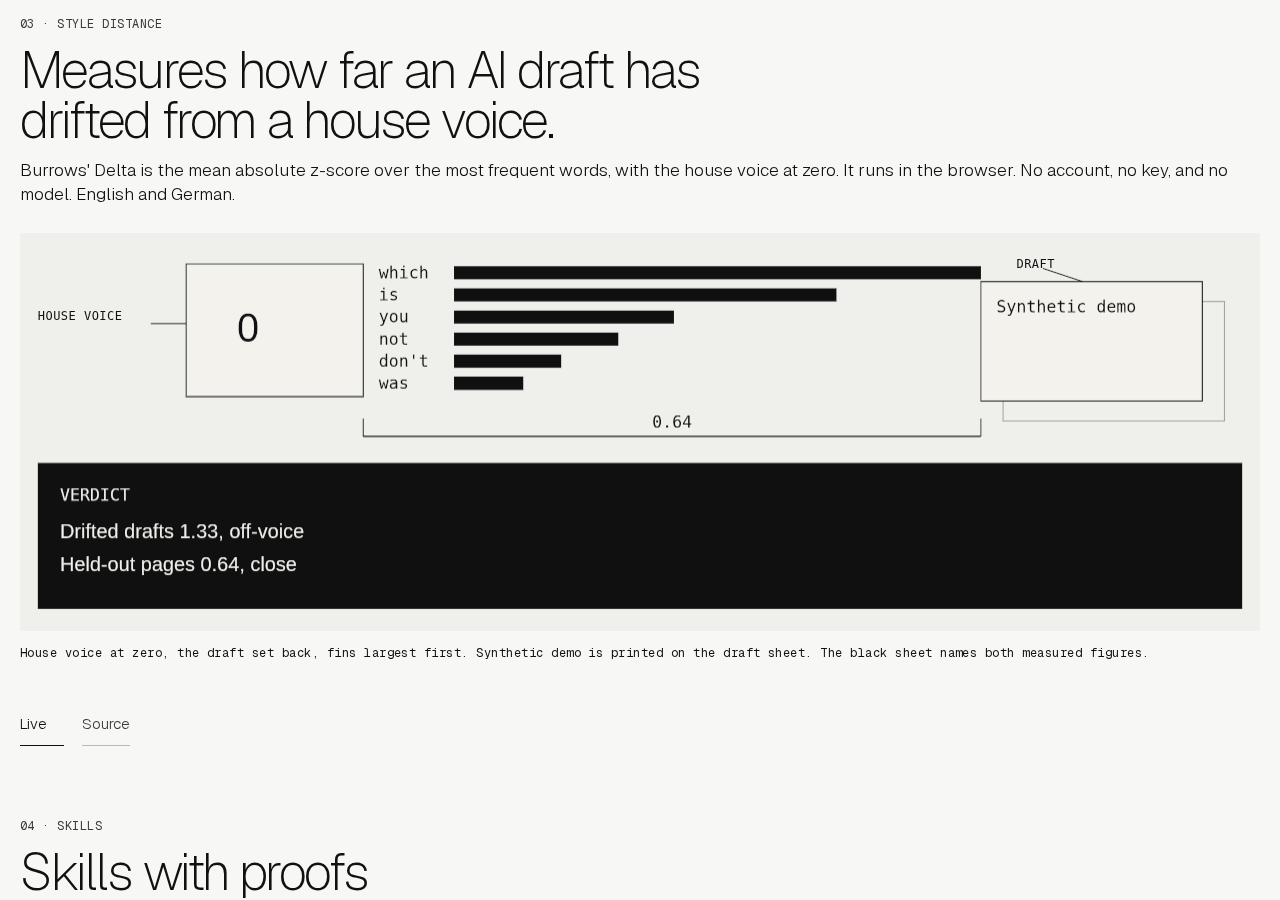 03 · STYLE DISTANCE
Measures how far an AI draft has
drifted from a house voice.
Burrows' Delta is the mean absolute z-score over the most frequent words, with the house voice at zero. It runs in the browser. No account, no key, and no
model. English and German.
HOUSE VOICE
0
which
is
you
not
don't
was
0.64
DRAFT
Synthetic demo
VERDICT
Drifted drafts 1.33, off-voice
Held-out pages 0.64, close
House voice at zero, the draft set back, fins largest first. Synthetic demo is printed on the draft sheet. The black sheet names both measured figures.
Live
Source
04 · SKILLS
Skills with proofs